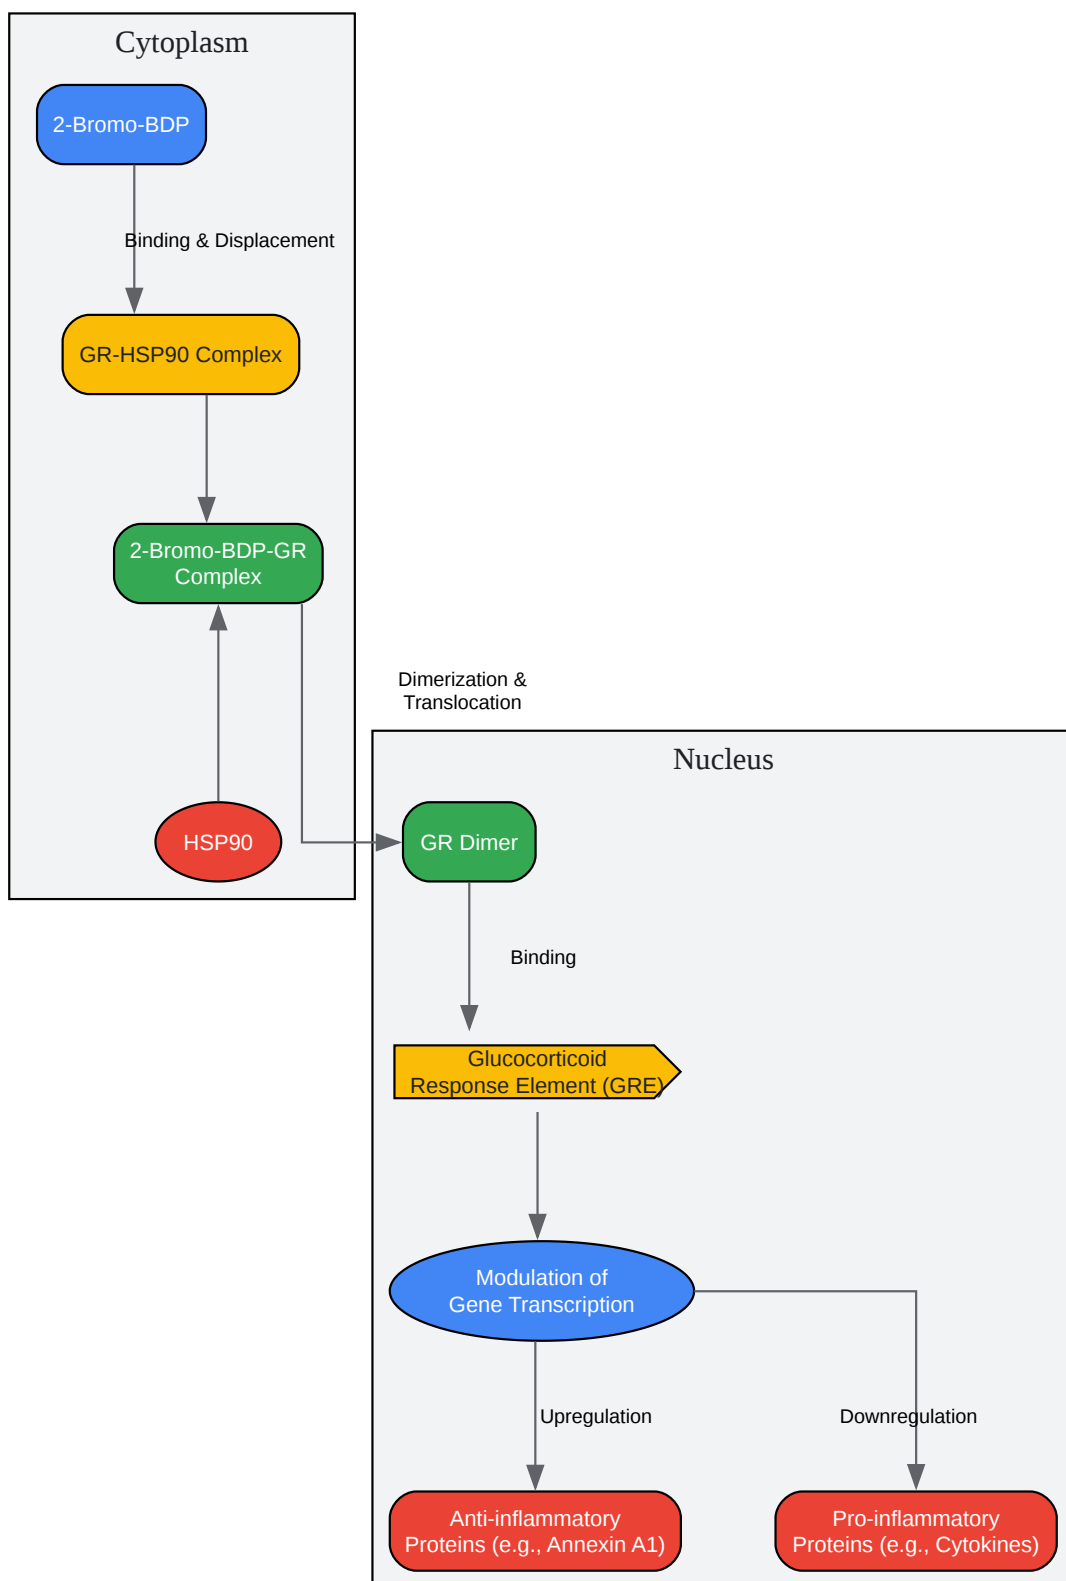 Cytoplasm
2-Bromo-BDP
Binding & Displacement
GR-HSP90 Complex
2-Bromo-BDP-GR
Complex
Dimerization &
Translocation
Nucleus
HSP90
GR Dimer
Binding
Glucocorticoid
Response Element (GRE)
Modulation of
Gene Transcription
Upregulation
Downregulation
Anti-inflammatory
Proteins (e.g., Annexin A1)
Pro-inflammatory
Proteins (e.g., Cytokines)